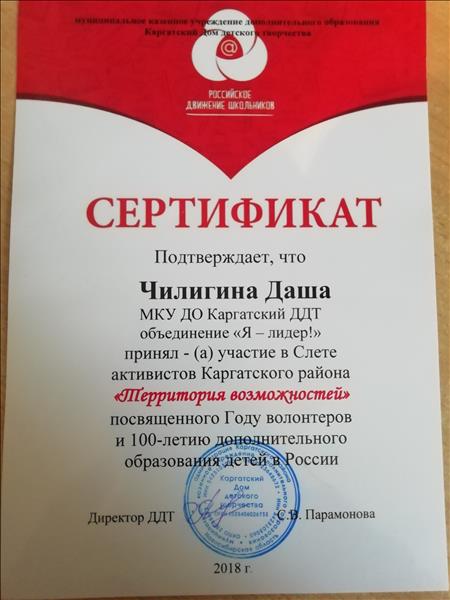 муниципальное казенное учреждение дополнительного образования
Каргатский Дом детского творчества
@
РОССИЙСКОЕ
ДВИЖЕНИЕ ШКОЛЬНИКОВ
СЕРТИФИКАТ
Подтверждает, что
Чилигина Даша
МКУ ДО Каргатский ДДТ
объединение «Я – лидер!»
принял - (а) участие в Слете
активистов Каргатского района
«Территория возможностей»
посвященного Году волонтеров
и 100-летию дополнительного
образования детей в России
Каргатский
Дом
детского
творчества
Директор ДДТ С.В. Парамонова
2018 г.